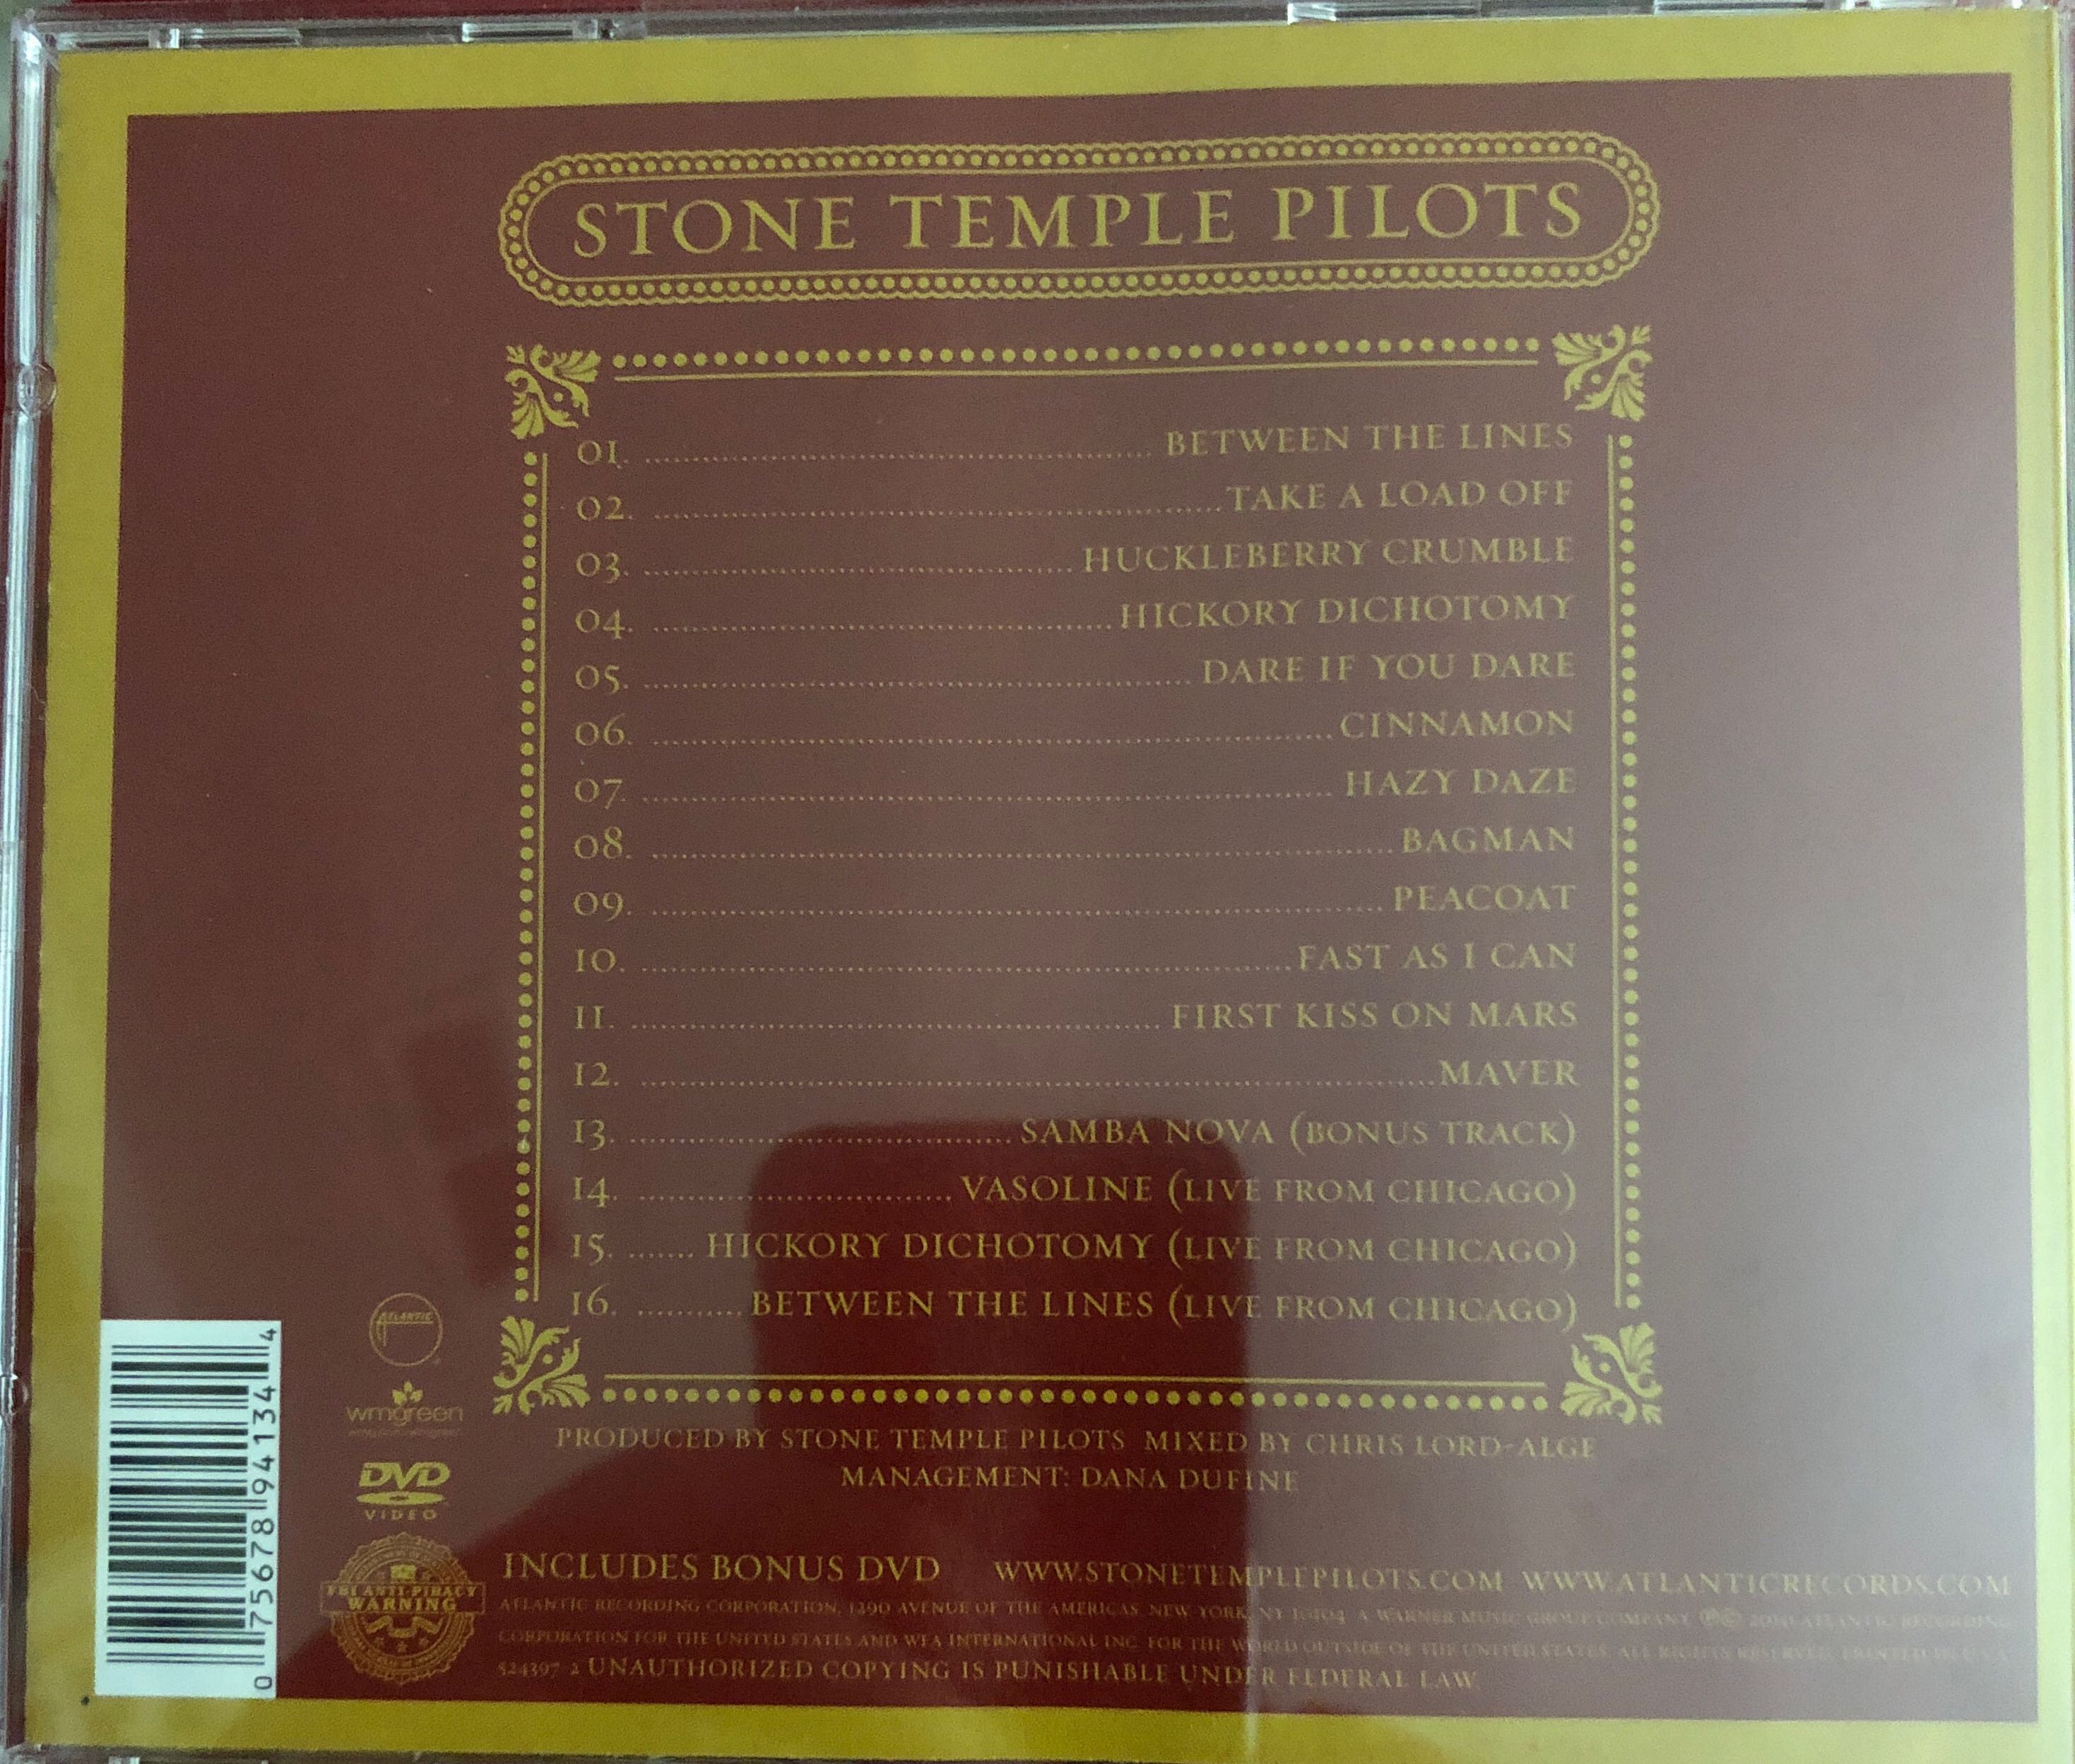 STONE TEMPLE PILOTS
01. BETWEEN THE LINES
02. TAKE A LOAD OFF
03. HUCKLEBERRY CRUMBLE
04. HICKORY DICHOTOMY
05. DARE IF YOU DARE
06. CINNAMON
07. HAZY DAZE
08. BAGMAN
09. PEACOAT
10. FAST AS I CAN
11. FIRST KISS ON MARS
12. MAVER
13. SAMBA NOVA (BONUS TRACK)
14. VASOLINE (LIVE FROM CHICAGO)
15. HICKORY DICHOTOMY (LIVE FROM CHICAGO)
16. BETWEEN THE LINES (LIVE FROM CHICAGO)
PRODUCED BY STONE TEMPLE PILOTS MIXED BY CHRIS LORD-ALGE
MANAGEMENT: DANA DUFINE
ATLANTIC
wmgreen
DVD
VIDEO
FBI ANTI-PIRACY
WARNING
0 75678 94134 4
INCLUDES BONUS DVD WWW.STONETEMPLEPILOTS.COM WWW.ATLANTICRECORDS.COM
ATLANTIC RECORDING CORPORATION, 1290 AVENUE OF THE AMERICAS, NEW YORK, NY 10104. A WARNER MUSIC GROUP COMPANY. ℗© 2010 ATLANTIC RECORDING
CORPORATION FOR THE UNITED STATES AND WEA INTERNATIONAL INC. FOR THE WORLD OUTSIDE OF THE UNITED STATES. ALL RIGHTS RESERVED. PRINTED IN U.S.A.
524397-2 UNAUTHORIZED COPYING IS PUNISHABLE UNDER FEDERAL LAW.